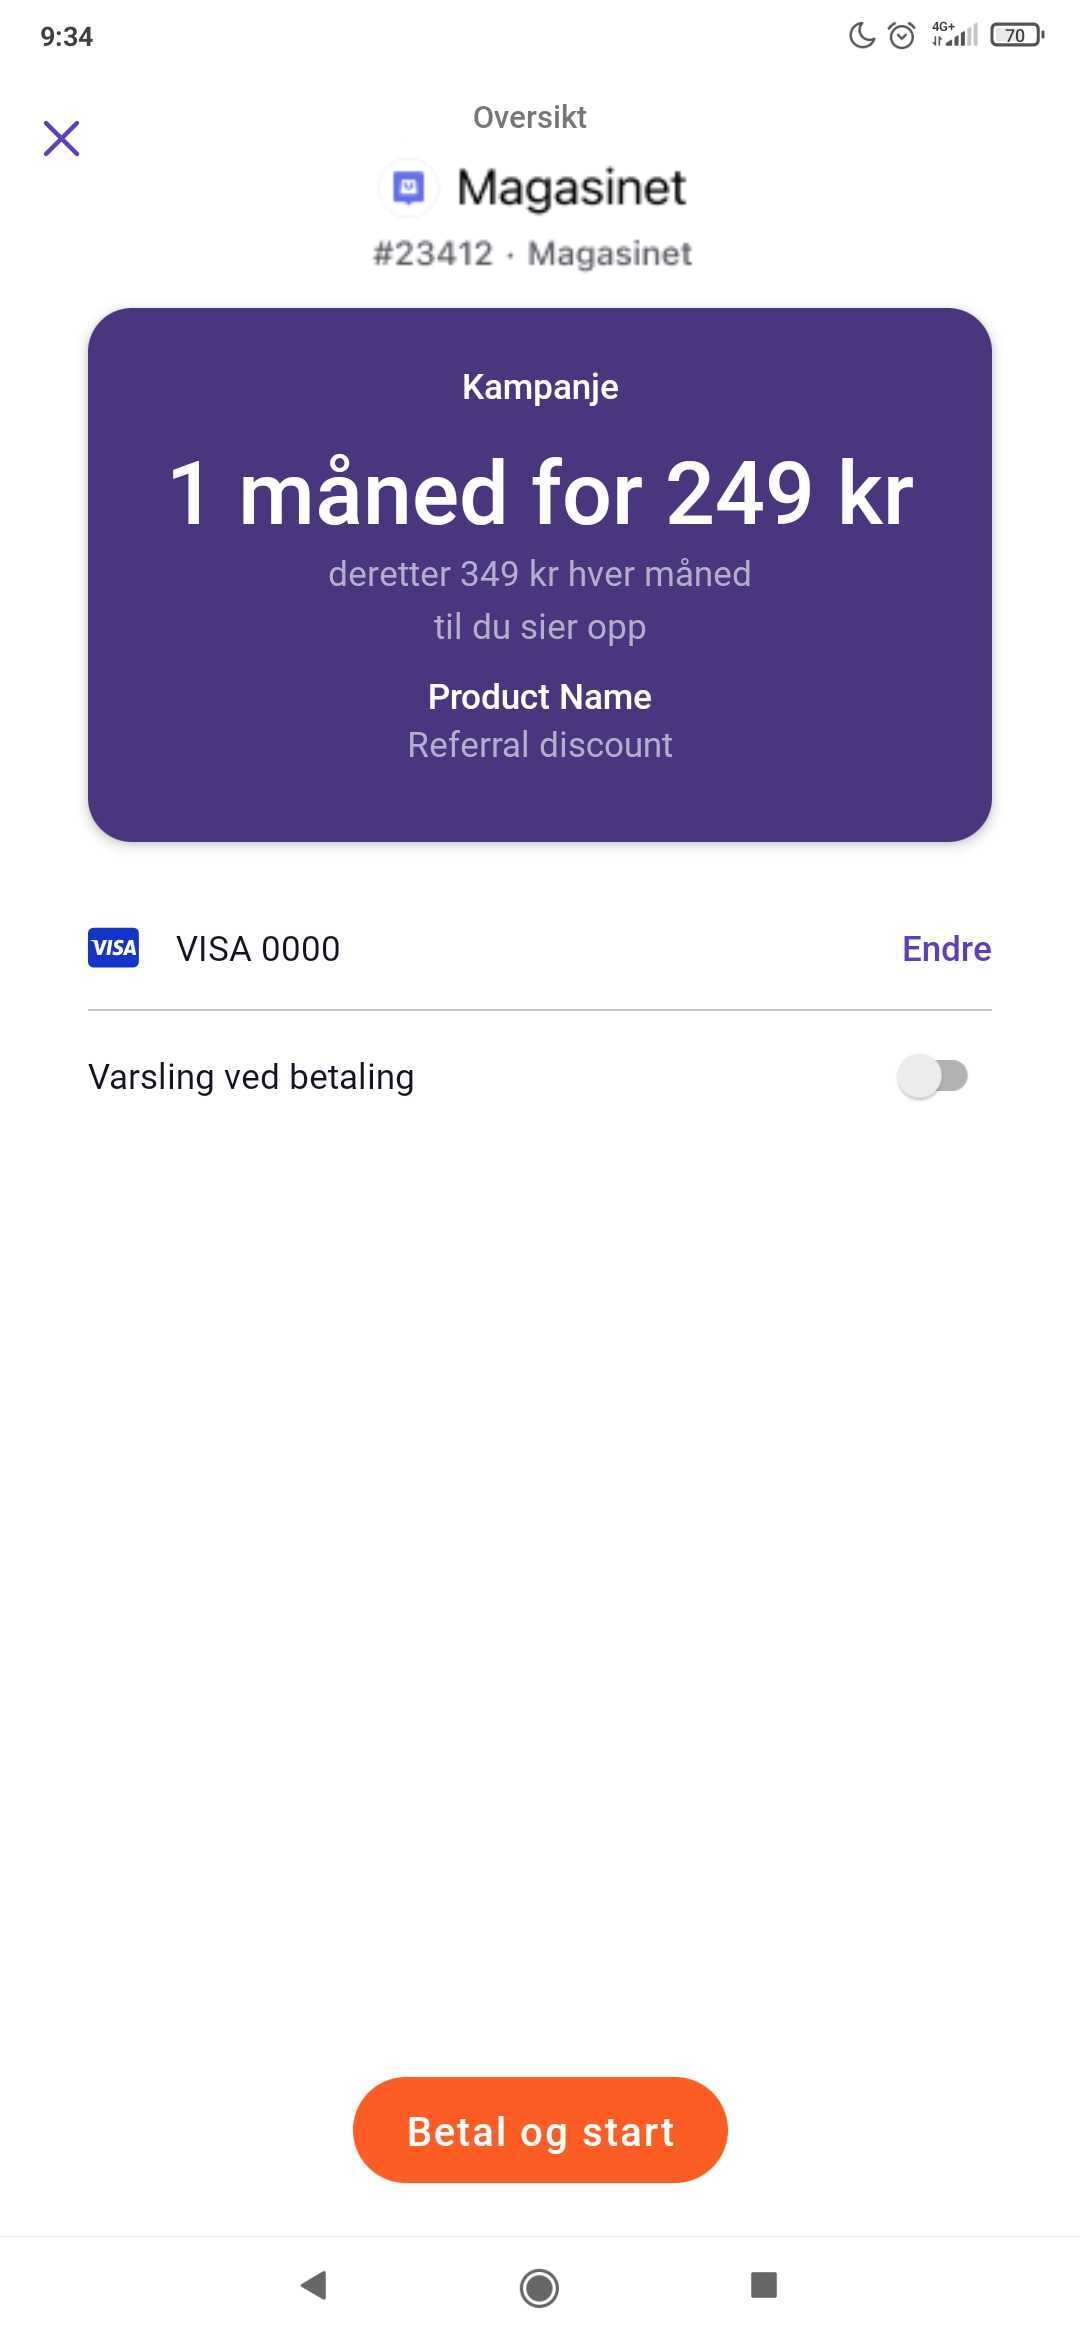 9:34
4G+
70
Oversikt
Magasinet
#23412 · Magasinet
Kampanje
1 måned for 249 kr
deretter 349 kr hver måned
til du sier opp
Product Name
Referral discount
VISA
VISA 0000
Endre
Varsling ved betaling
Betal og start